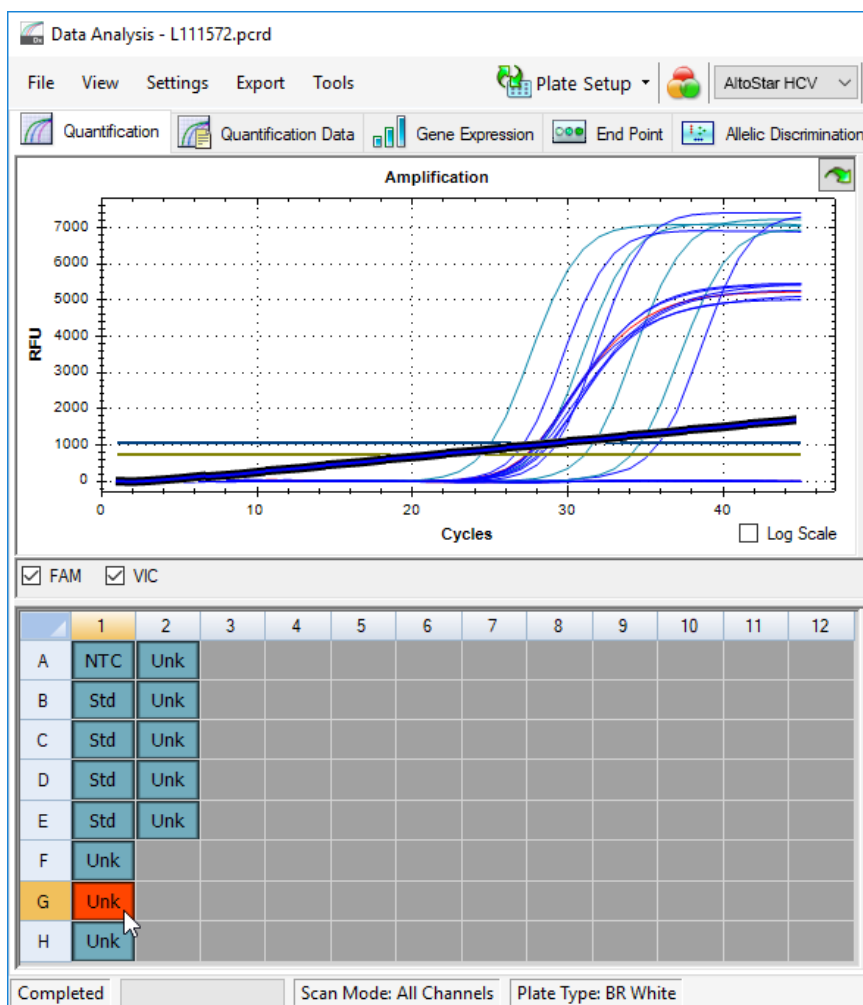 Data Analysis - L111572.pcrd
File View Settings Export Tools Plate Setup AltoStar HCV
Quantification Quantification Data Gene Expression End Point Allelic Discrimination
Amplification
7000
6000
5000
4000
3000
2000
1000
0
RFU
0 10 20 30 40
Cycles
Log Scale
FAM VIC
1 2 3 4 5 6 7 8 9 10 11 12
A NTC Unk
B Std Unk
C Std Unk
D Std Unk
E Std Unk
F Unk
G Unk
H Unk
Completed Scan Mode: All Channels Plate Type: BR White